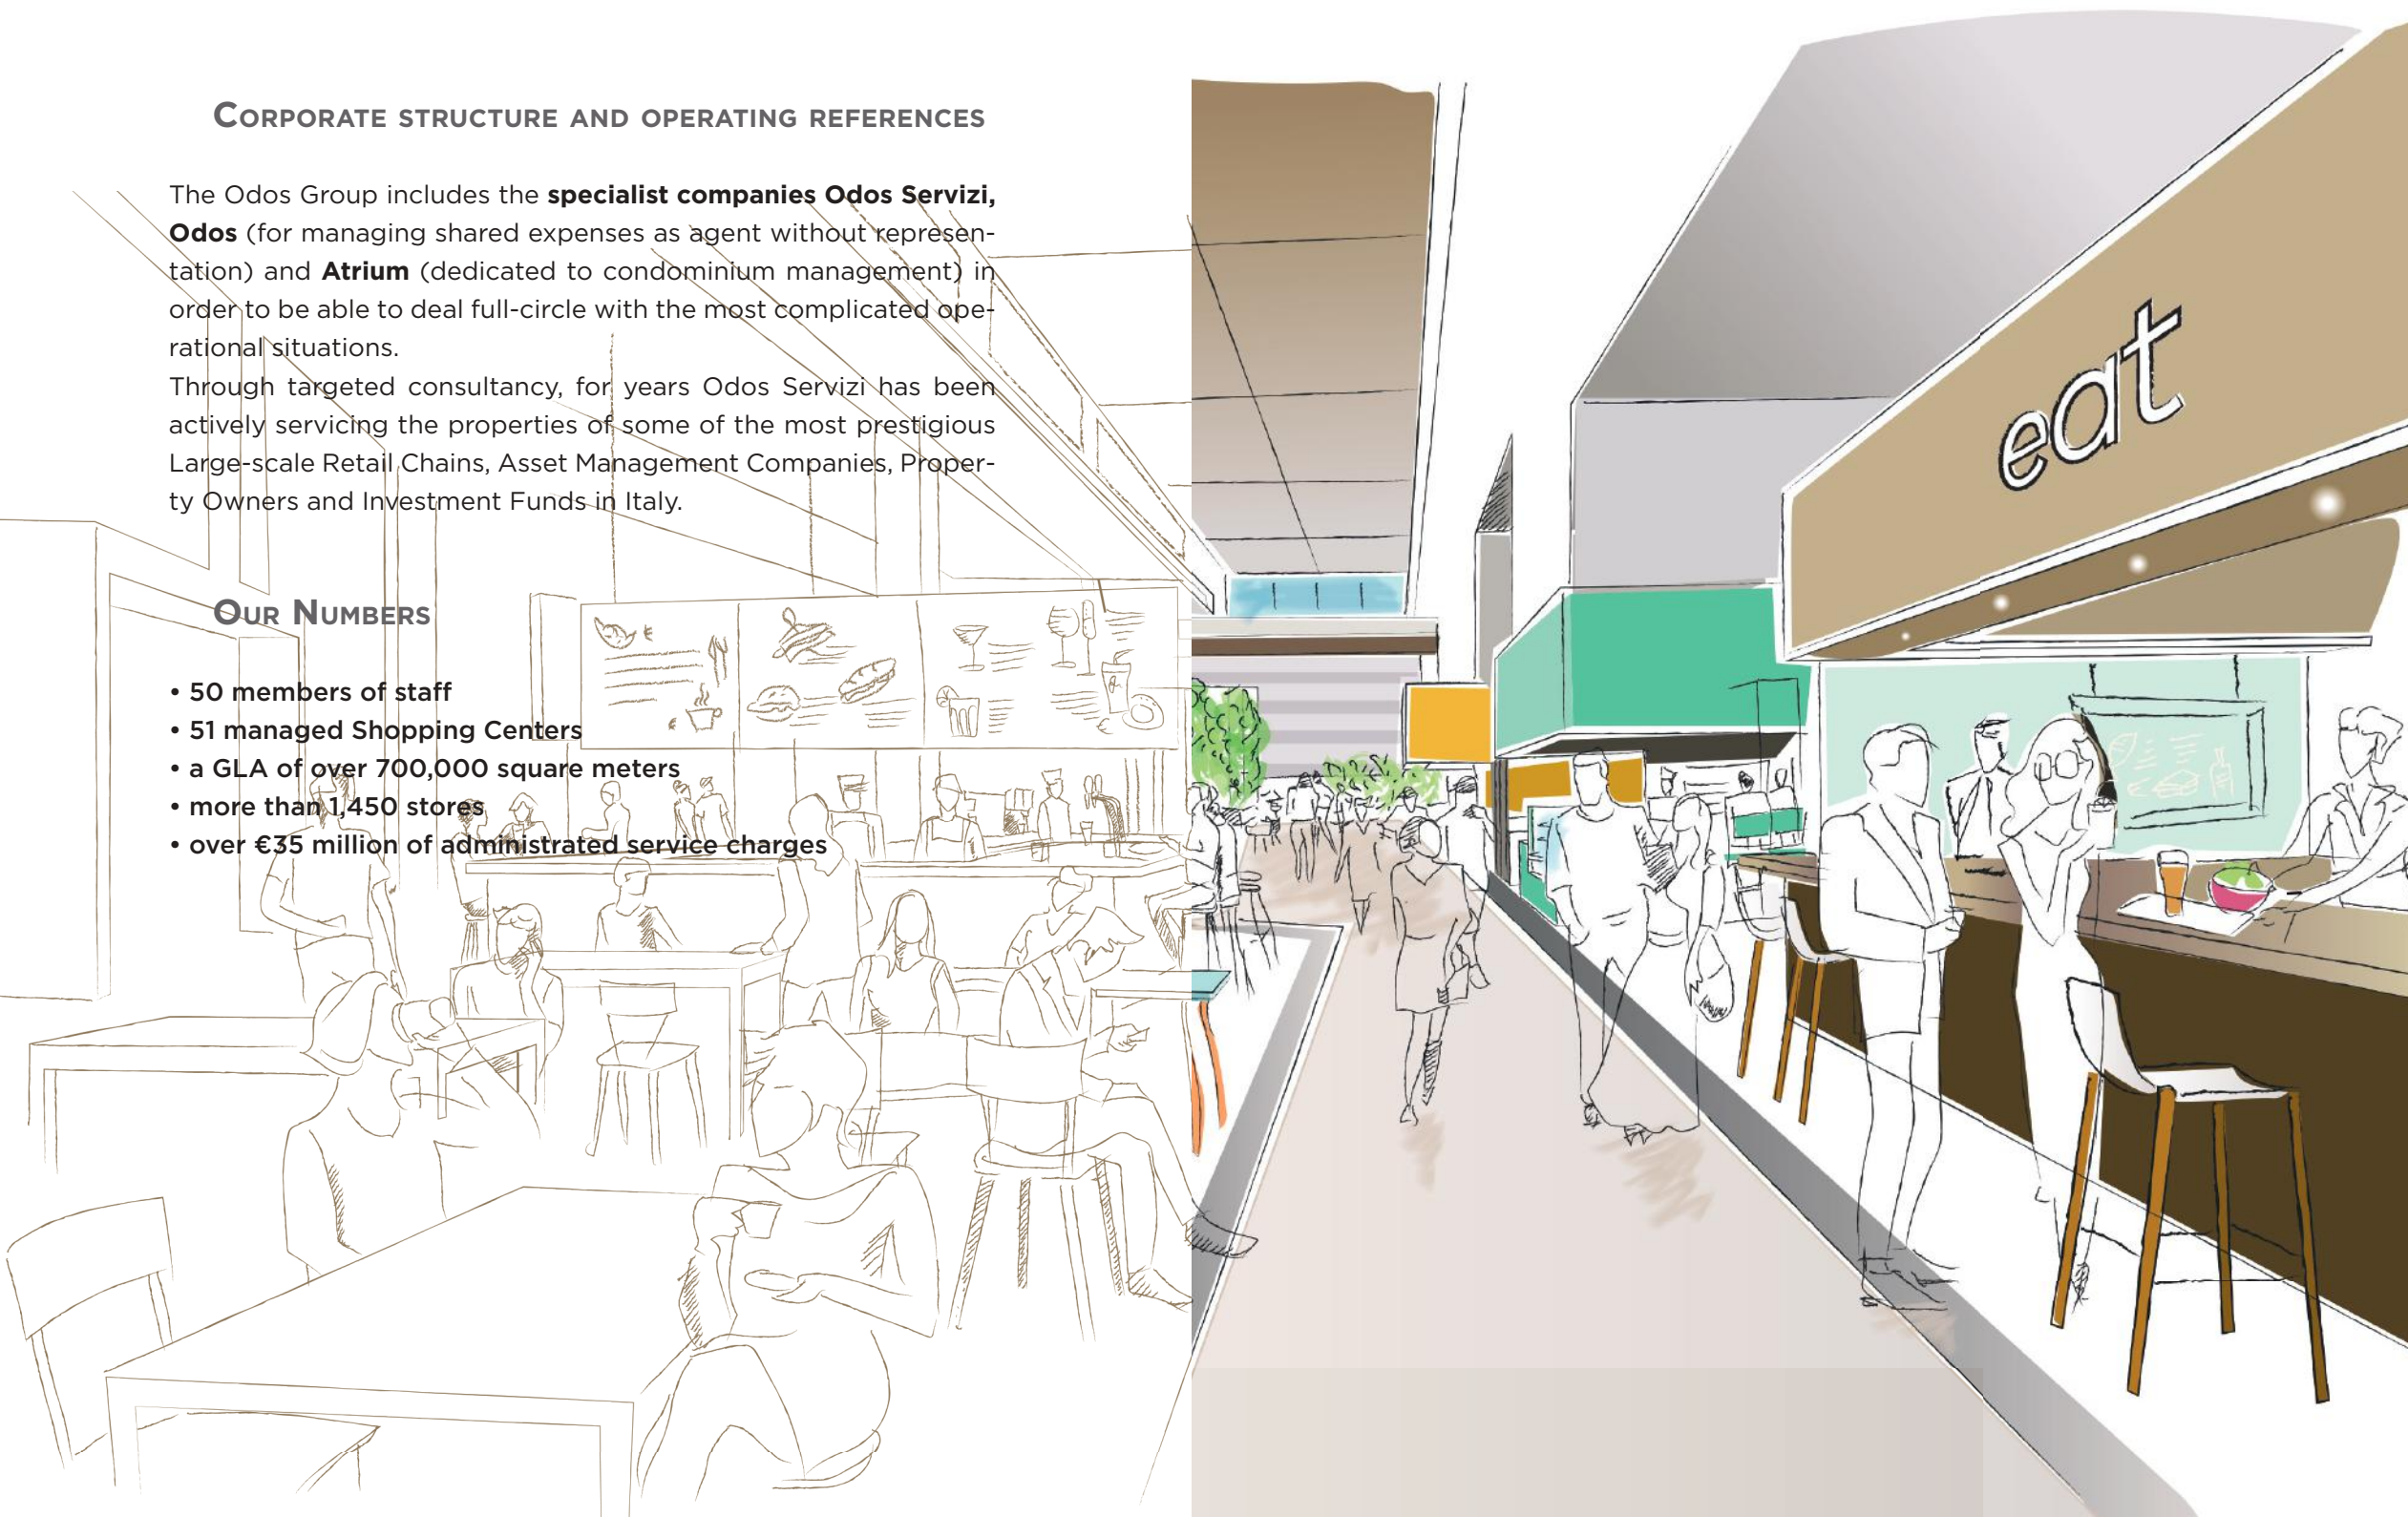 Corporate structure and operating references
The Odos Group includes the specialist companies Odos Servizi,
Odos (for managing shared expenses as agent without represen-
tation) and Atrium (dedicated to condominium management) in
order to be able to deal full-circle with the most complicated ope-
rational situations.
Through targeted consultancy, for years Odos Servizi has been
actively servicing the properties of some of the most prestigious
Large-scale Retail Chains, Asset Management Companies, Proper-
ty Owners and Investment Funds in Italy.
Our Numbers
• 50 members of staff
• 51 managed Shopping Centers
• a GLA of over 700,000 square meters
• more than 1,450 stores
• over €35 million of administrated service charges
eat